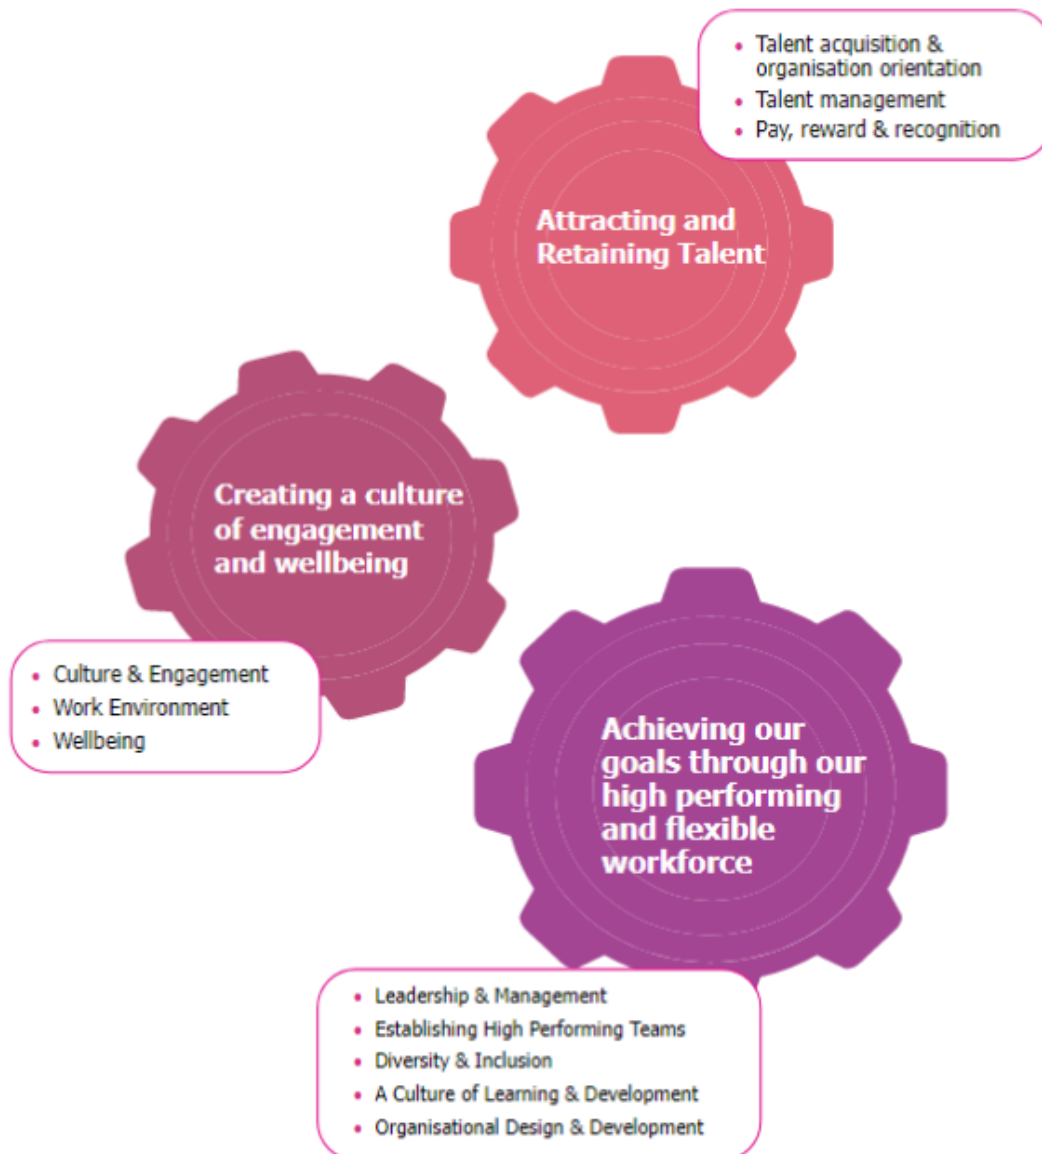 • Talent acquisition &
organisation orientation
• Talent management
• Pay, reward & recognition
Attracting and
Retaining Talent
Creating a culture
of engagement
and wellbeing
• Culture & Engagement
• Work Environment
• Wellbeing
Achieving our
goals through our
high performing
and flexible
workforce
• Leadership & Management
• Establishing High Performing Teams
• Diversity & Inclusion
• A Culture of Learning & Development
• Organisational Design & Development